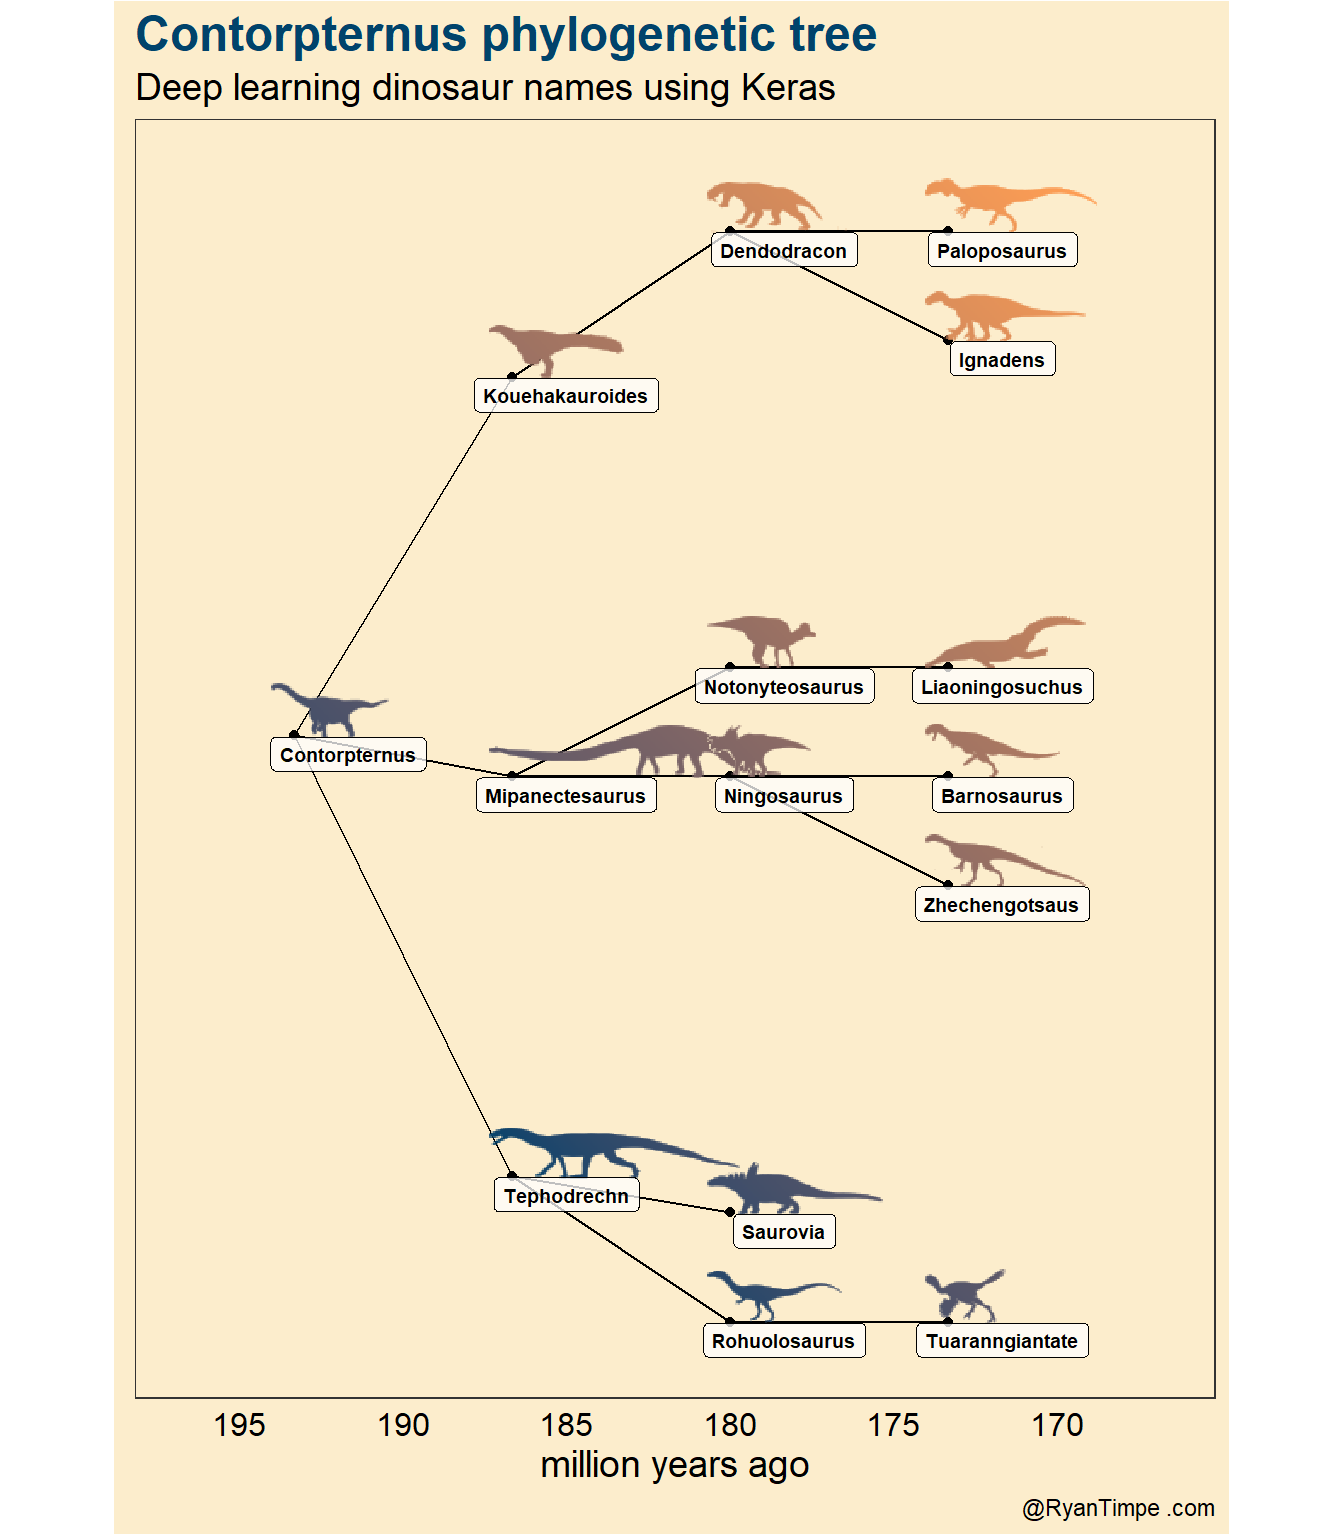 Contorpternus phylogenetic tree
Deep learning dinosaur names using Keras
Dendodracon
Paloposaurus
Ignadens
Kouehakauroides
Notonyteosaurus
Liaoningosuchus
Contorpternus
Mipanectesaurus
Ningosaurus
Barnosaurus
Zhechengotsaus
Tephodrechn
Saurovia
Rohuolosaurus
Tuaranngiantate
195 190 185 180 175 170
million years ago
@RyanTimpe .com